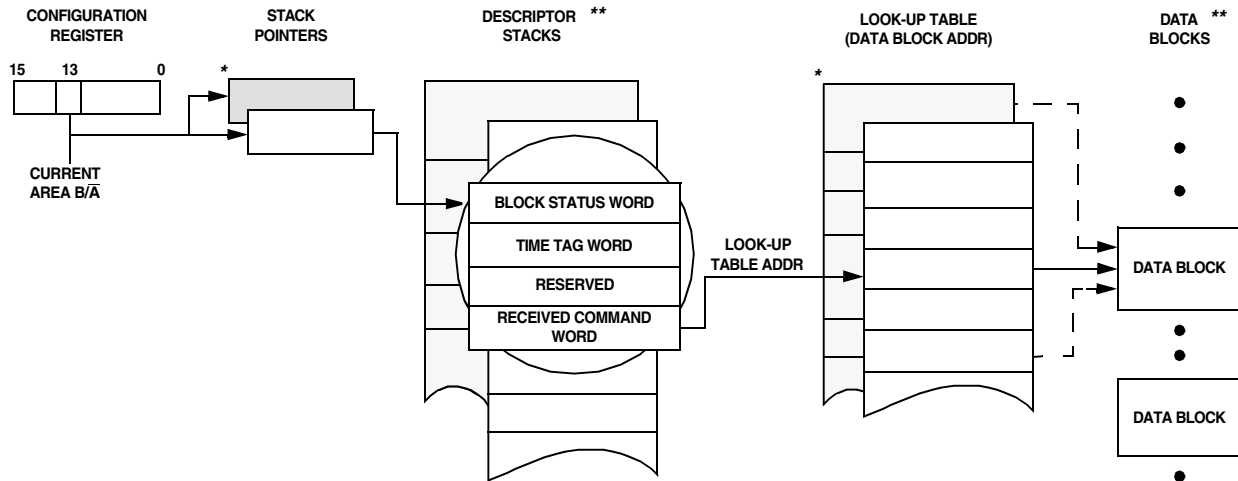 CONFIGURATION
REGISTER
STACK
POINTERS
DESCRIPTOR **
STACKS
LOOK-UP TABLE
(DATA BLOCK ADDR)
DATA **
BLOCKS
15 13 0
*
*
CURRENT
AREA B/A̅
BLOCK STATUS WORD
TIME TAG WORD
RESERVED
RECEIVED COMMAND
WORD
LOOK-UP
TABLE ADDR
DATA BLOCK
DATA BLOCK